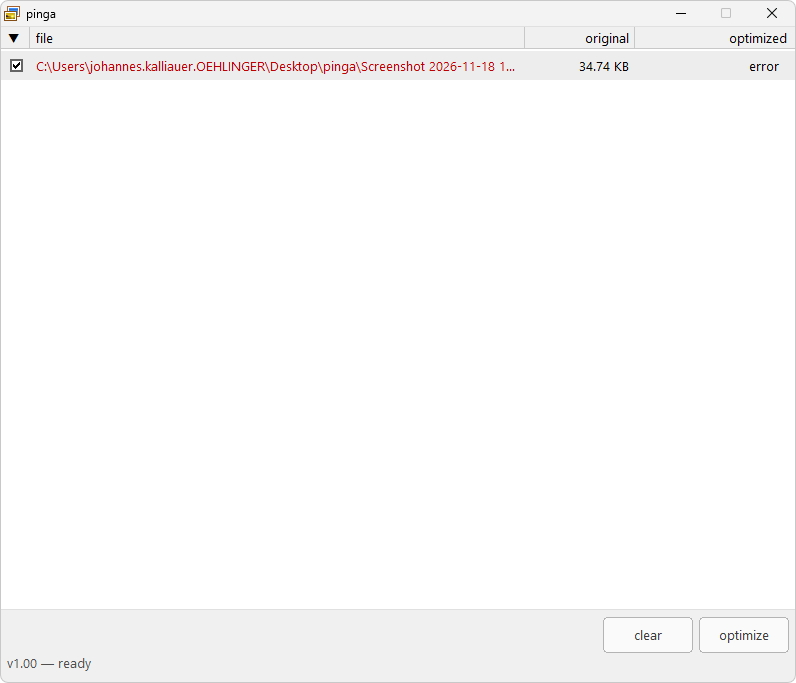 pinga
▼ file original optimized
C:\Users\johannes.kalliauer.OEHLINGER\Desktop\pinga\Screenshot 2026-11-18 1... 34.74 KB error
clear optimize
v1.00 — ready